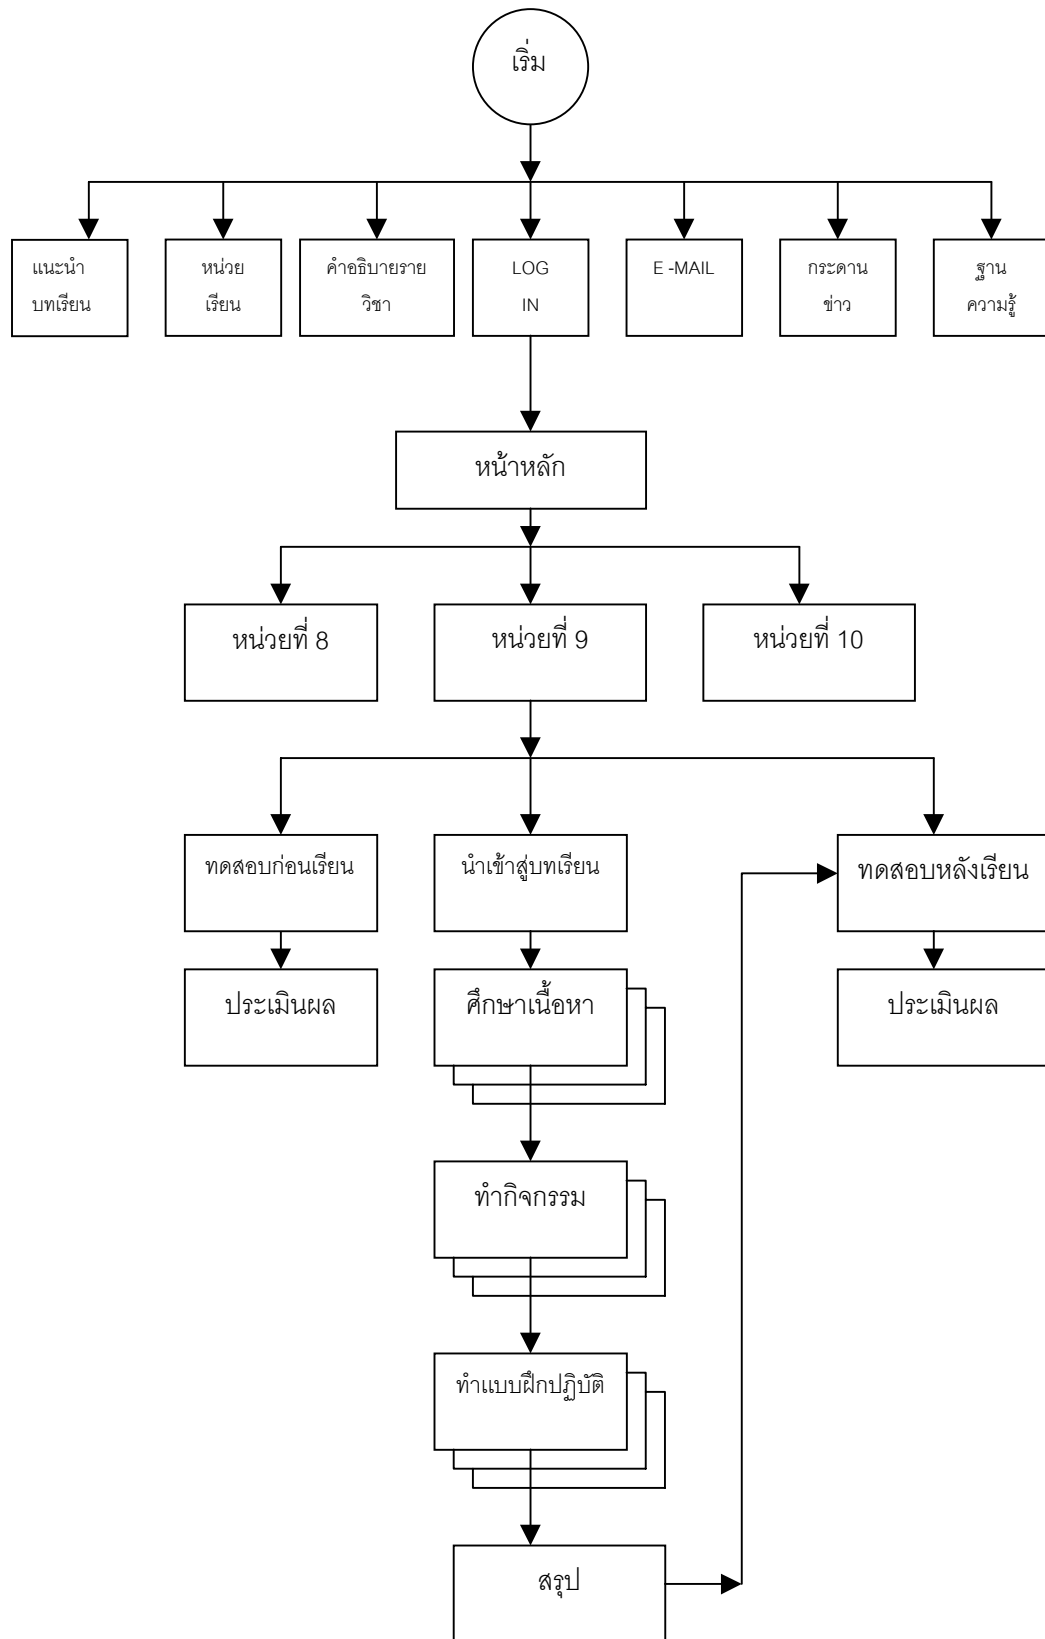 เริ่ม
แนะนำ
บทเรียน
หน่วย
เรียน
คำอธิบายราย
วิชา
LOG
IN
E -MAIL
กระดาน
ข่าว
ฐาน
ความรู้
หน้าหลัก
หน่วยที่ 8
หน่วยที่ 9
หน่วยที่ 10
ทดสอบก่อนเรียน
นำเข้าสู่บทเรียน
ทดสอบหลังเรียน
ประเมินผล
ศึกษาเนื้อหา
ประเมินผล
ทำกิจกรรม
ทำแบบฝึกปฏิบัติ
สรุป